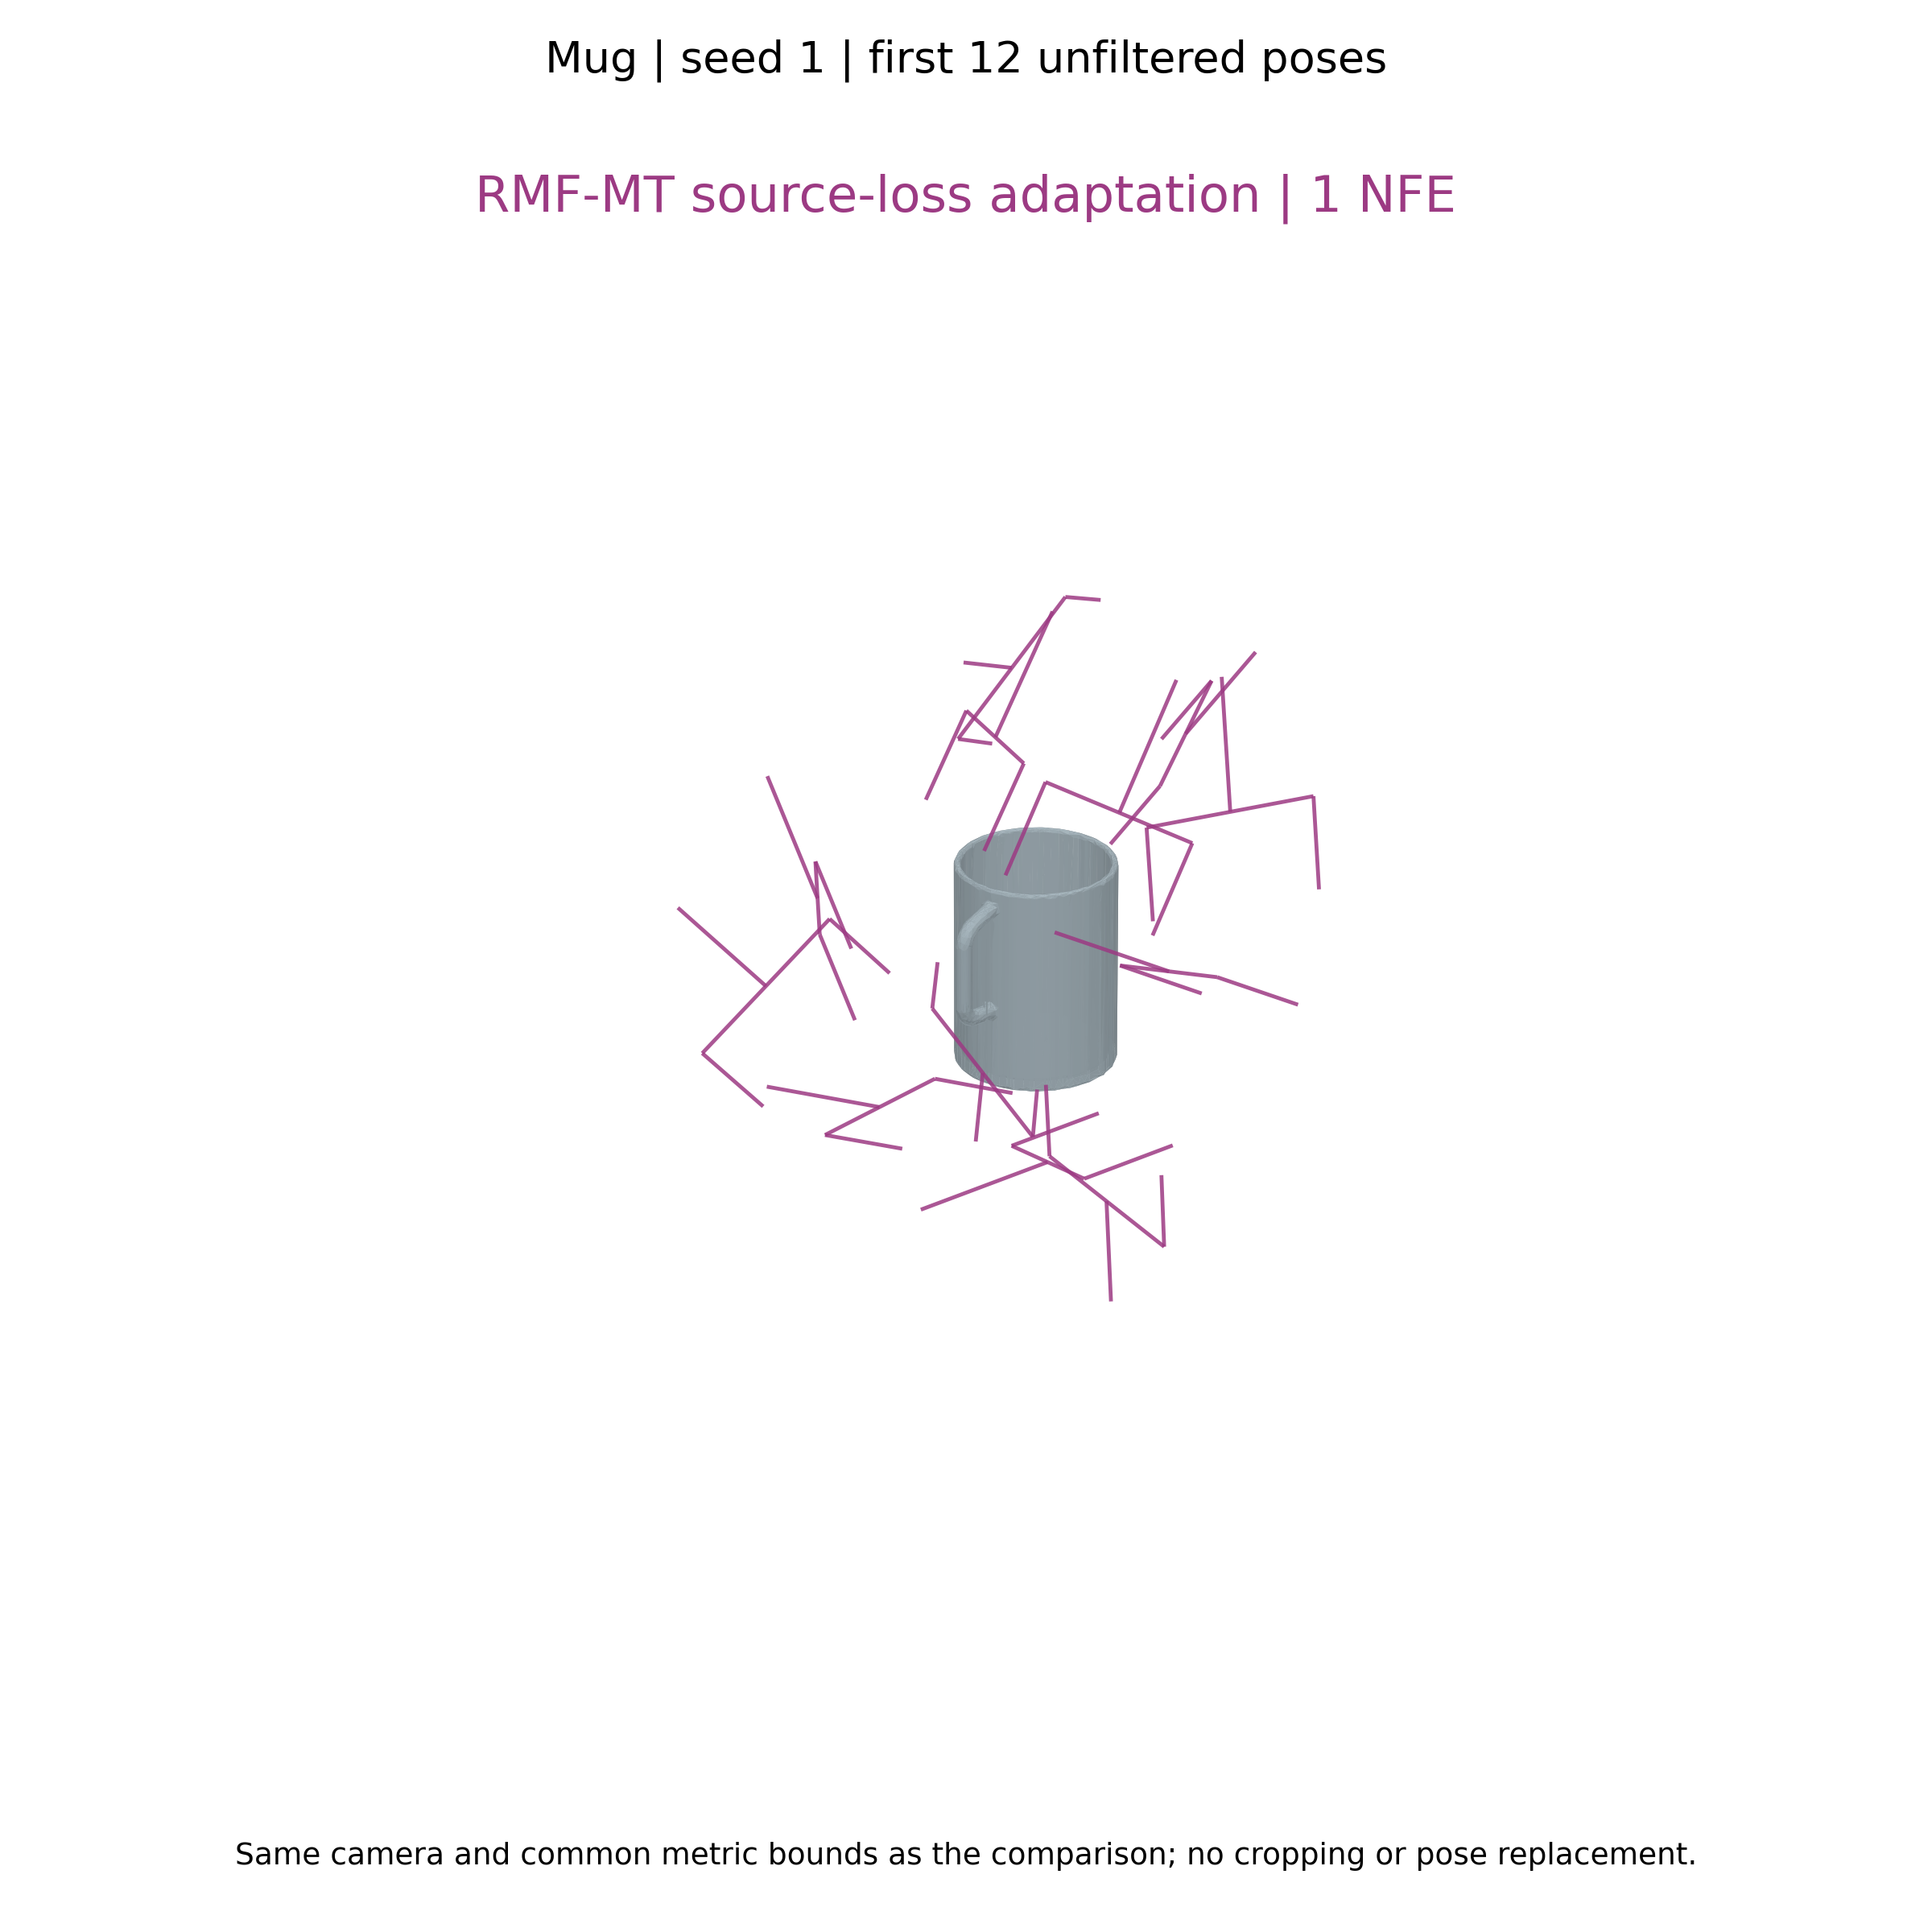 Mug | seed 1 | first 12 unfiltered poses
RMF-MT source-loss adaptation | 1 NFE
Same camera and common metric bounds as the comparison; no cropping or pose replacement.